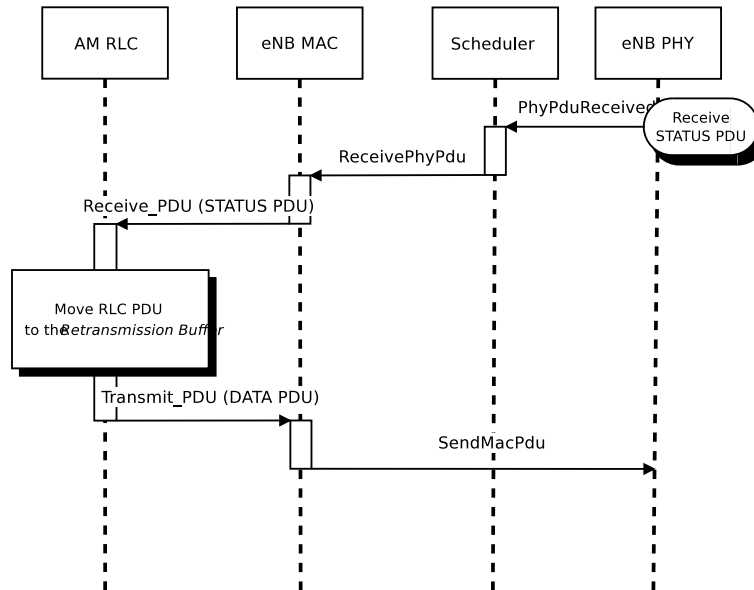 AM RLC
eNB MAC
Scheduler
eNB PHY
PhyPduReceived
Receive
STATUS PDU
ReceivePhyPdu
Receive_PDU (STATUS PDU)
Move RLC PDU
to the Retransmission Buffer
Transmit_PDU (DATA PDU)
SendMacPdu